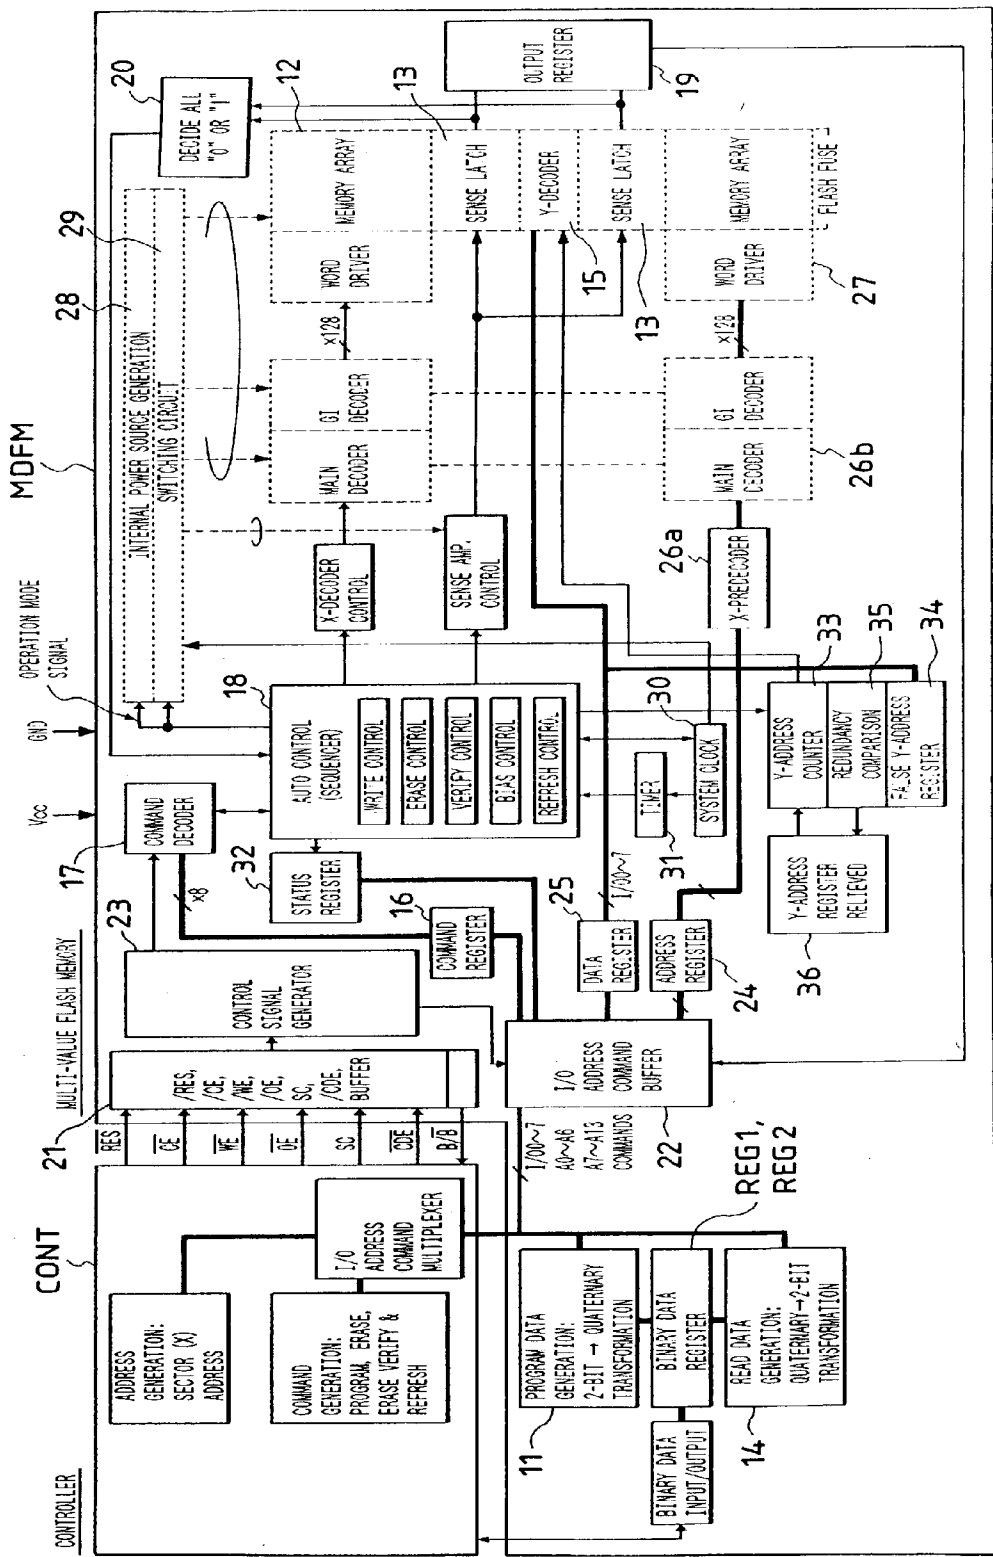 CONTROLLER
CONT
ADDRESS
GENERATION:
SECTOR (X)
ADDRESS
COMMAND
GENERATION:
PROGRAM, ERASE,
ERASE VERIFY &
REFRESH
I/O
ADDRESS
COMMAND
MULTIPLEXER
11
PROGRAM DATA
GENERATION:
2-BIT → QUATERNARY
TRANSFORMATION
BINARY DATA
INPUT/OUTPUT
BINARY DATA
REGISTER
REG1,
REG2
14
READ DATA
GENERATION:
QUATERNARY→2-BIT
TRANSFORMATION
RES
CE
WE
OE
SC
CDE
B/B
I/O0~7
A0~A6
A7~A13
COMMANDS
MULTI-VALUE FLASH MEMORY
21
/RES,
/CE,
/WE,
/OE,
SC,
/CDE,
BUFFER
22
I/O
ADDRESS
COMMAND
BUFFER
23
CONTROL
SIGNAL
GENERATOR
16
COMMAND
REGISTER
25
DATA
REGISTER
I/O0~7
24
ADDRESS
REGISTER
17
COMMAND
DECODER
x8
32
STATUS
REGISTER
Vcc
GND
MDFM
OPERATION MODE
SIGNAL
18
AUTO CONTROL
(SEQUENCER)
WRITE CONTROL
ERASE CONTROL
VERIFY CONTROL
BIAS CONTROL
REFRESH CONTROL
31
TIMER
30
SYSTEM CLOCK
36
Y-ADDRESS
REGISTER
RELIEVED
33
Y-ADDRESS
COUNTER
35
REDUNDANCY
COMPARISON
34
FALSE Y-ADDRESS
REGISTER
X-DECODER
CONTROL
SENSE AMP.
CONTROL
26a
X-PREDECODER
28
INTERNAL POWER SOURCE GENERATION
29
SWITCHING CIRCUIT
MAIN
DECODER
GI
DECODER
x128
WORD
DRIVER
MEMORY ARRAY
12
13
SENSE LATCH
Y-DECODER
15
SENSE LATCH
13
MAIN
CECODER
GI
DECODER
26b
x128
WORD
DRIVER
MEMORY ARRAY
27
FLASH FUSE
20
DECIDE ALL
"0" OR "1"
OUTPUT
REGISTER
19